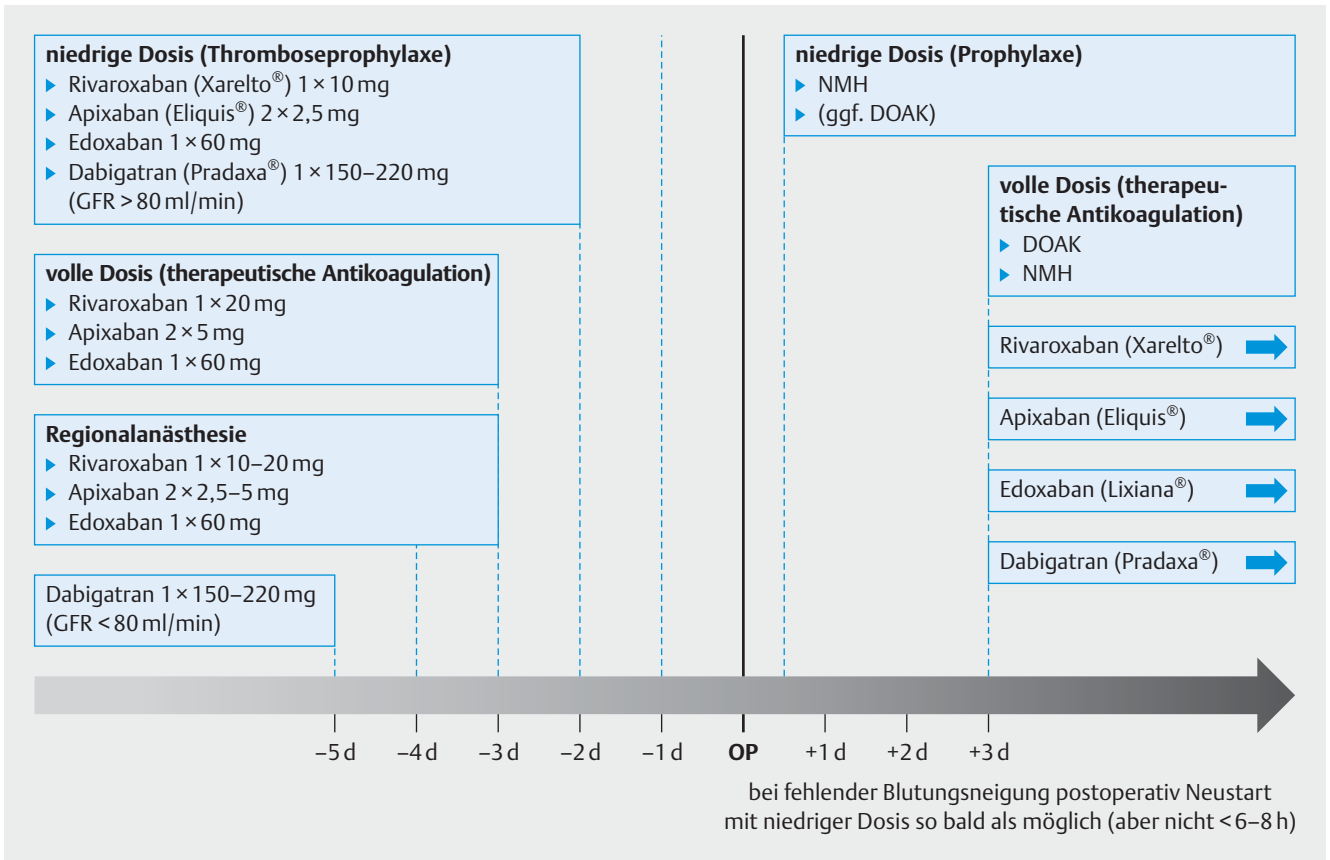 niedrige Dosis (Thromboseprophylaxe)
▶ Rivaroxaban (Xarelto®) 1 × 10 mg
▶ Apixaban (Eliquis®) 2 × 2,5 mg
▶ Edoxaban 1 × 60 mg
▶ Dabigatran (Pradaxa®) 1 × 150–220 mg
(GFR > 80 ml/min)
volle Dosis (therapeutische Antikoagulation)
▶ Rivaroxaban 1 × 20 mg
▶ Apixaban 2 × 5 mg
▶ Edoxaban 1 × 60 mg
Regionalanästhesie
▶ Rivaroxaban 1 × 10–20 mg
▶ Apixaban 2 × 2,5–5 mg
▶ Edoxaban 1 × 60 mg
Dabigatran 1 × 150–220 mg
(GFR < 80 ml/min)
niedrige Dosis (Prophylaxe)
▶ NMH
▶ (ggf. DOAK)
volle Dosis (therapeu-
tische Antikoagulation)
▶ DOAK
▶ NMH
Rivaroxaban (Xarelto®)
Apixaban (Eliquis®)
Edoxaban (Lixiana®)
Dabigatran (Pradaxa®)
–5 d –4 d –3 d –2 d –1 d OP +1 d +2 d +3 d
bei fehlender Blutungsneigung postoperativ Neustart
mit niedriger Dosis so bald als möglich (aber nicht < 6–8 h)